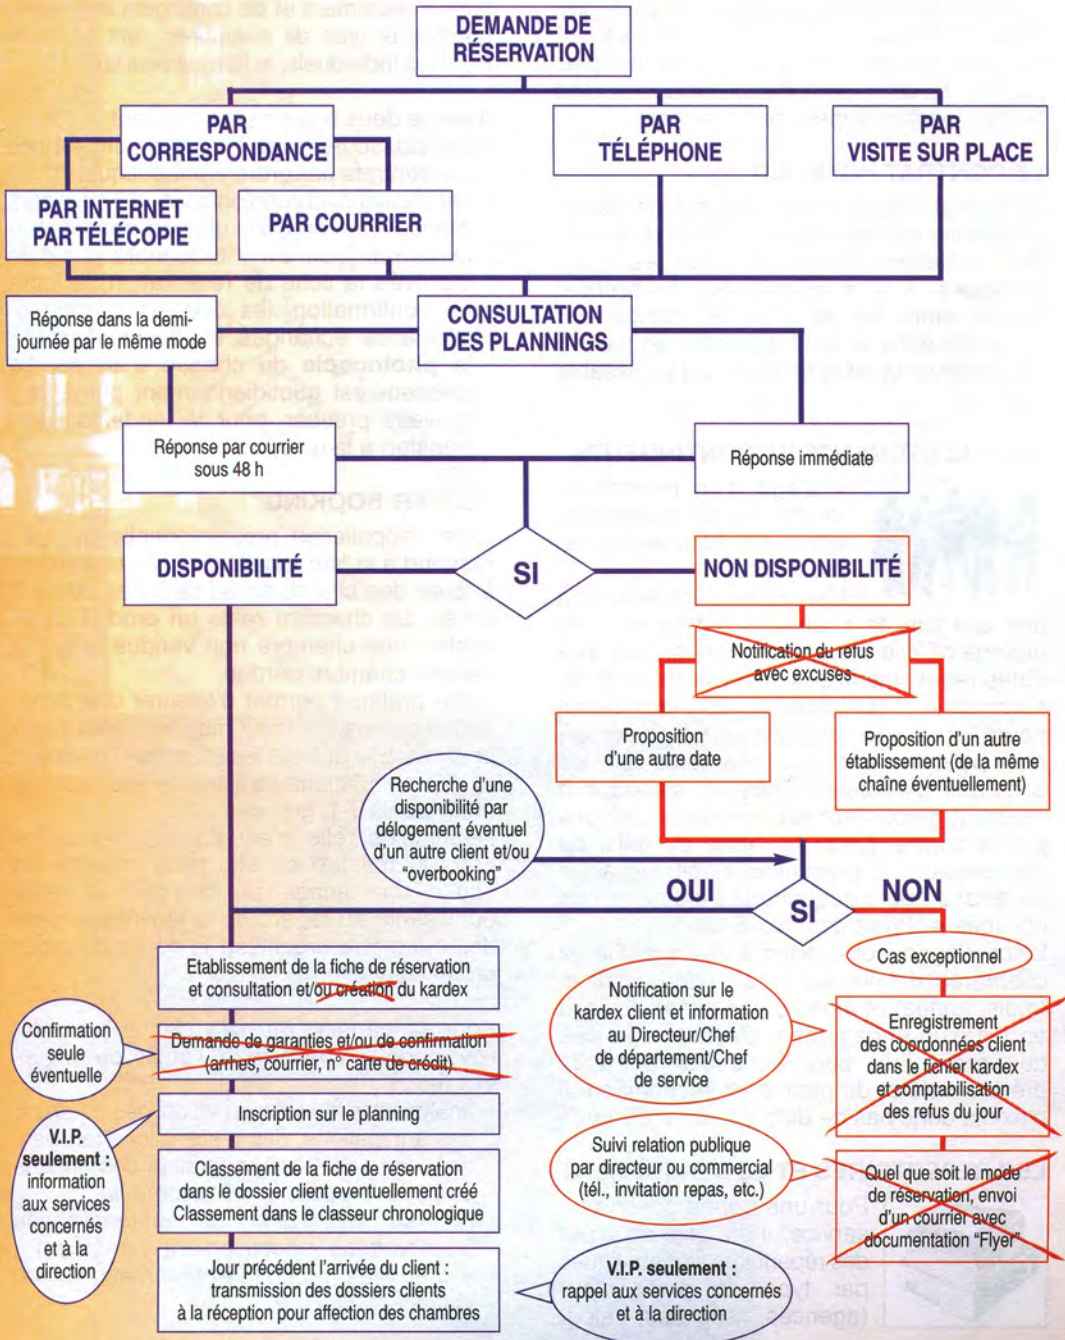 DEMANDE DE
RÉSERVATION
PAR
CORRESPONDANCE
PAR
TÉLÉPHONE
PAR
VISITE SUR PLACE
PAR INTERNET
PAR TÉLÉCOPIE
PAR COURRIER
Réponse dans la demi-
journée par le même mode
CONSULTATION
DES PLANNINGS
Réponse par courrier
sous 48 h
Réponse immédiate
DISPONIBILITÉ
SI
NON DISPONIBILITÉ
Notification du refus
avec excuses
Proposition
d'une autre date
Proposition d'un autre
établissement (de la même
chaîne éventuellement)
Recherche d'une
disponibilité par
délogement éventuel
d'un autre client et/ou
"overbooking"
OUI
SI
NON
Cas exceptionnel
Etablissement de la fiche de réservation
et consultation et/ou création du kardex
Confirmation
seule
éventuelle
Demande de garanties et/ou de confirmation
(arrhes, courrier, n° carte de crédit)
Notification sur le
kardex client et information
au Directeur/Chef
de département/Chef
de service
Enregistrement
des coordonnées client
dans le fichier kardex
et comptabilisation
des refus du jour
Inscription sur le planning
V.I.P.
seulement :
information
aux services
concernés
et à la
direction
Classement de la fiche de réservation
dans le dossier client eventuellement créé
Classement dans le classeur chronologique
Suivi relation publique
par directeur ou commercial
(tél., invitation repas, etc.)
Quel que soit le mode
de réservation, envoi
d'un courrier avec
documentation "Flyer"
Jour précédent l'arrivée du client :
transmission des dossiers clients
à la réception pour affection des chambres
V.I.P. seulement :
rappel aux services concernés
et à la direction